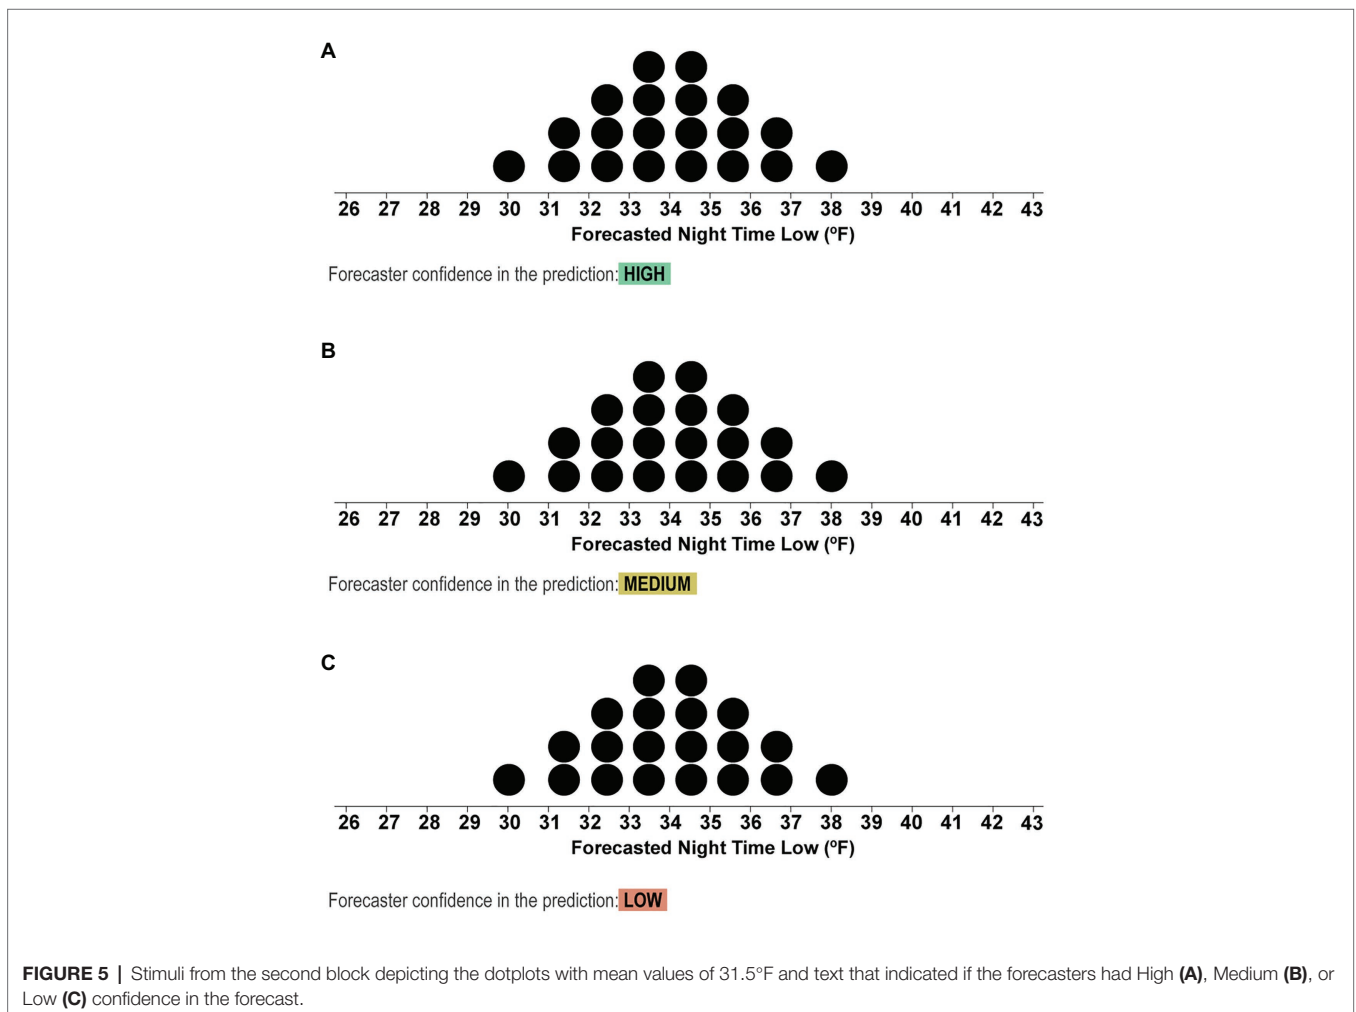 A
26 27 28 29 30 31 32 33 34 35 36 37 38 39 40 41 42 43
Forecasted Night Time Low (ºF)
Forecaster confidence in the prediction: HIGH
B
26 27 28 29 30 31 32 33 34 35 36 37 38 39 40 41 42 43
Forecasted Night Time Low (ºF)
Forecaster confidence in the prediction: MEDIUM
C
26 27 28 29 30 31 32 33 34 35 36 37 38 39 40 41 42 43
Forecasted Night Time Low (ºF)
Forecaster confidence in the prediction: LOW
FIGURE 5 | Stimuli from the second block depicting the dotplots with mean values of 31.5°F and text that indicated if the forecasters had High (A), Medium (B), or
Low (C) confidence in the forecast.